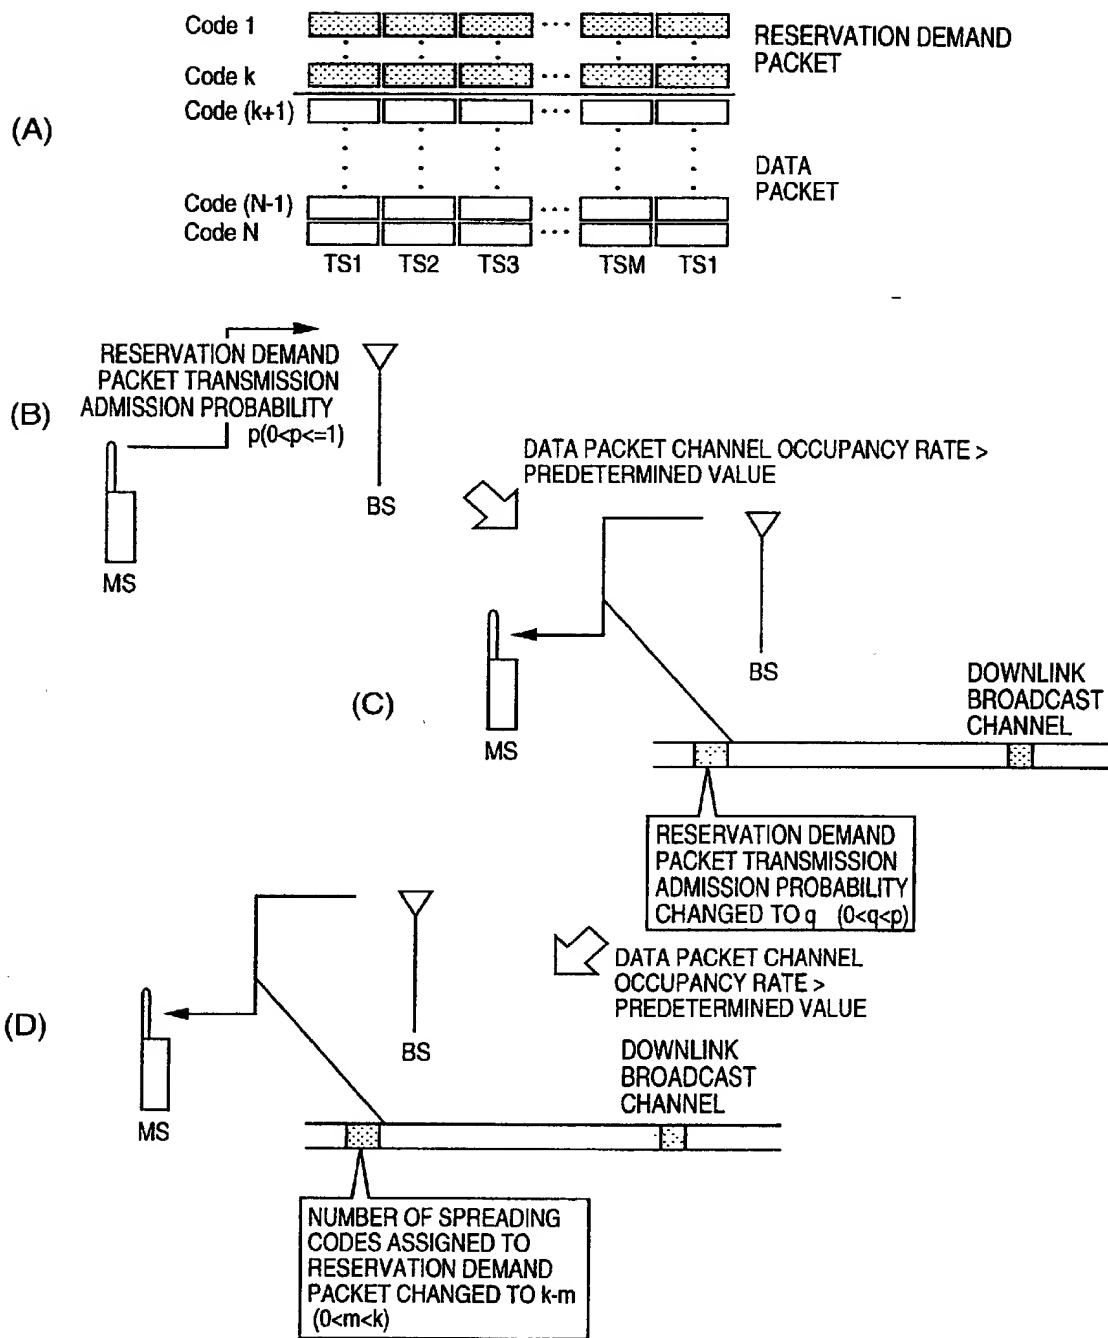 (A)
Code 1
Code k
Code (k+1)
Code (N-1)
Code N
TS1 TS2 TS3 TSM TS1
RESERVATION DEMAND
PACKET
DATA
PACKET
(B)
RESERVATION DEMAND
PACKET TRANSMISSION
ADMISSION PROBABILITY
p(0<p<=1)
MS
BS
DATA PACKET CHANNEL OCCUPANCY RATE >
PREDETERMINED VALUE
(C)
MS
BS
DOWNLINK
BROADCAST
CHANNEL
RESERVATION DEMAND
PACKET TRANSMISSION
ADMISSION PROBABILITY
CHANGED TO q (0<q<p)
DATA PACKET CHANNEL
OCCUPANCY RATE >
PREDETERMINED VALUE
(D)
MS
BS
DOWNLINK
BROADCAST
CHANNEL
NUMBER OF SPREADING
CODES ASSIGNED TO
RESERVATION DEMAND
PACKET CHANGED TO k-m
(0<m<k)